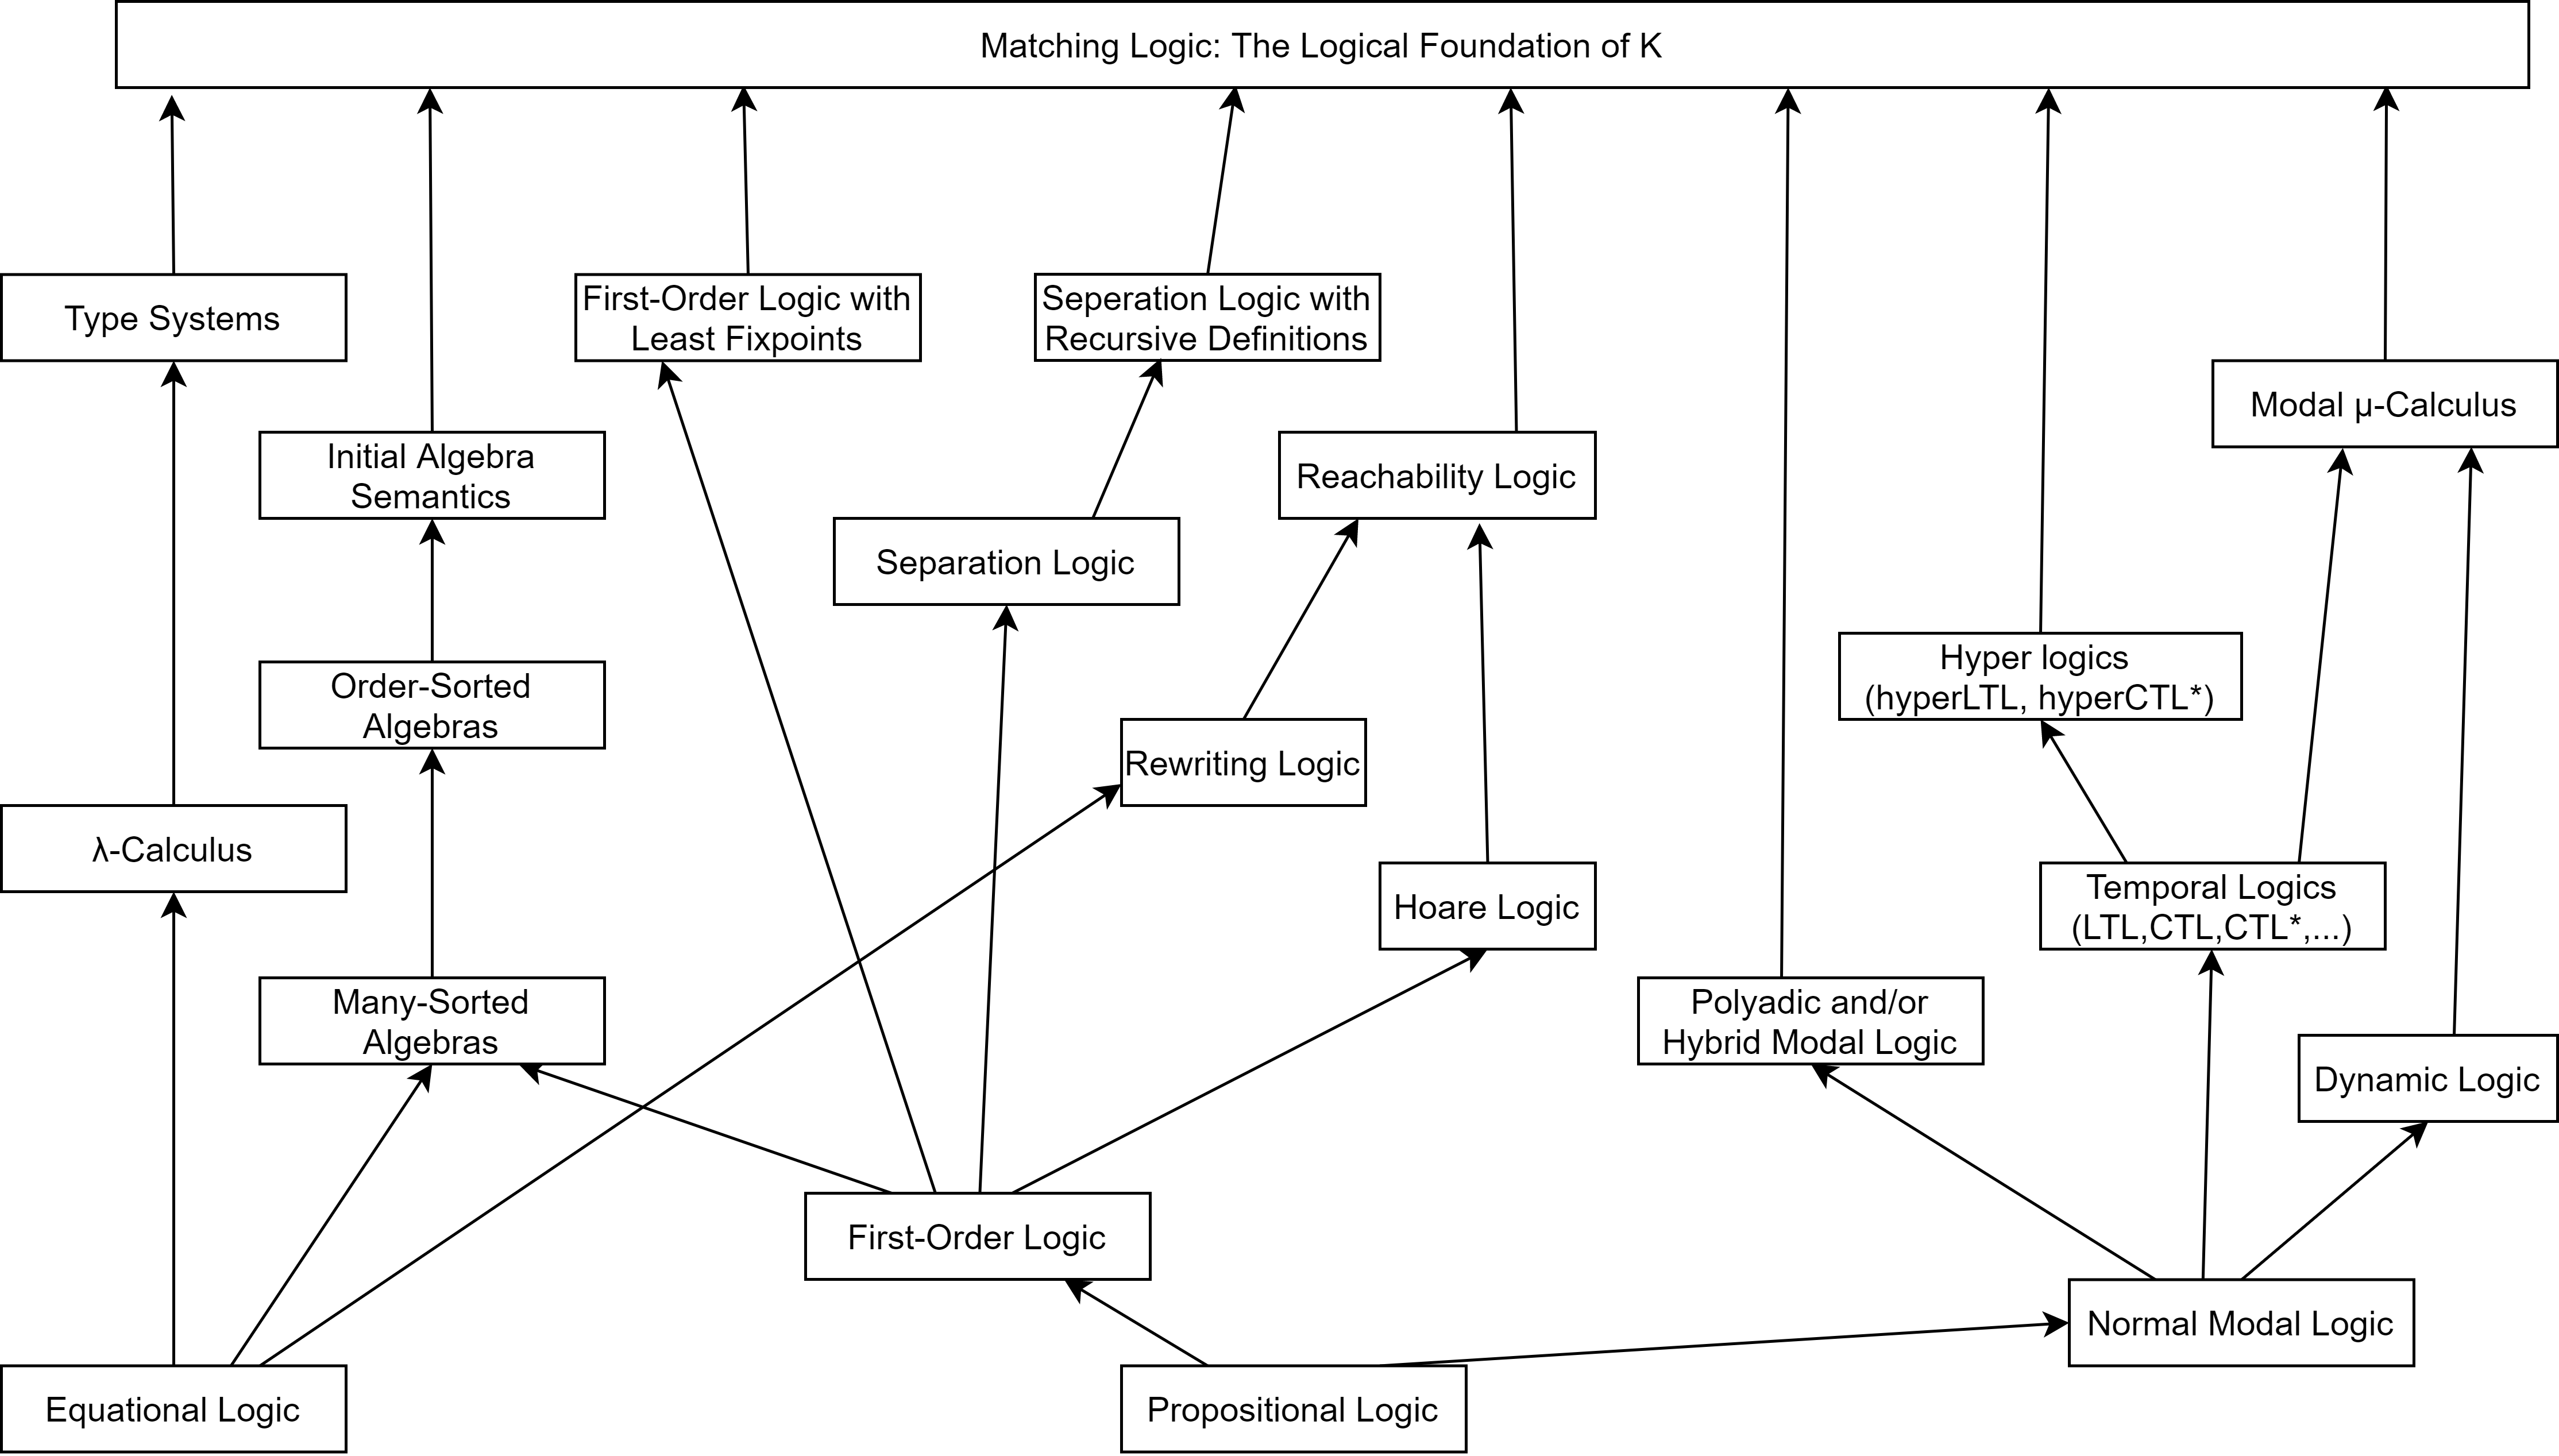 Matching Logic: The Logical Foundation of K
Type Systems
First-Order Logic with
Least Fixpoints
Seperation Logic with
Recursive Definitions
Modal μ-Calculus
Initial Algebra
Semantics
Reachability Logic
Separation Logic
Order-Sorted
Algebras
Hyper logics
(hyperLTL, hyperCTL*)
Rewriting Logic
λ-Calculus
Hoare Logic
Temporal Logics
(LTL,CTL,CTL*,...)
Many-Sorted
Algebras
Polyadic and/or
Hybrid Modal Logic
Dynamic Logic
First-Order Logic
Normal Modal Logic
Equational Logic
Propositional Logic